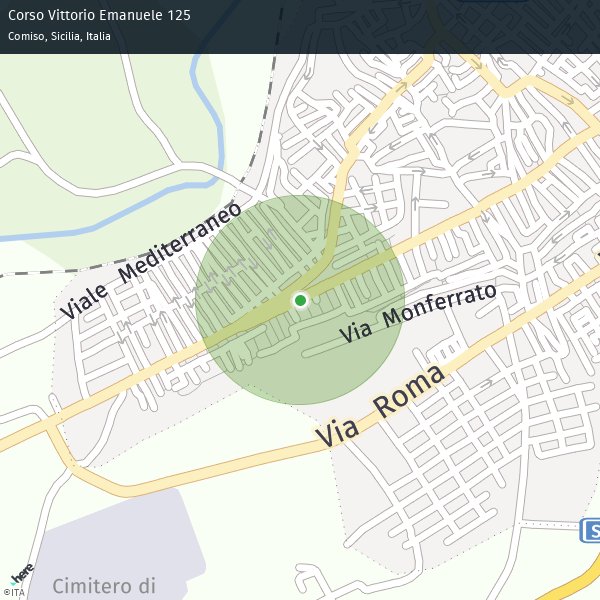 Corso Vittorio Emanuele 125
Comiso, Sicilia, Italia
Viale Mediterraneo
Via Monferrato
Via Roma
S
Cimitero di
here
©ITA